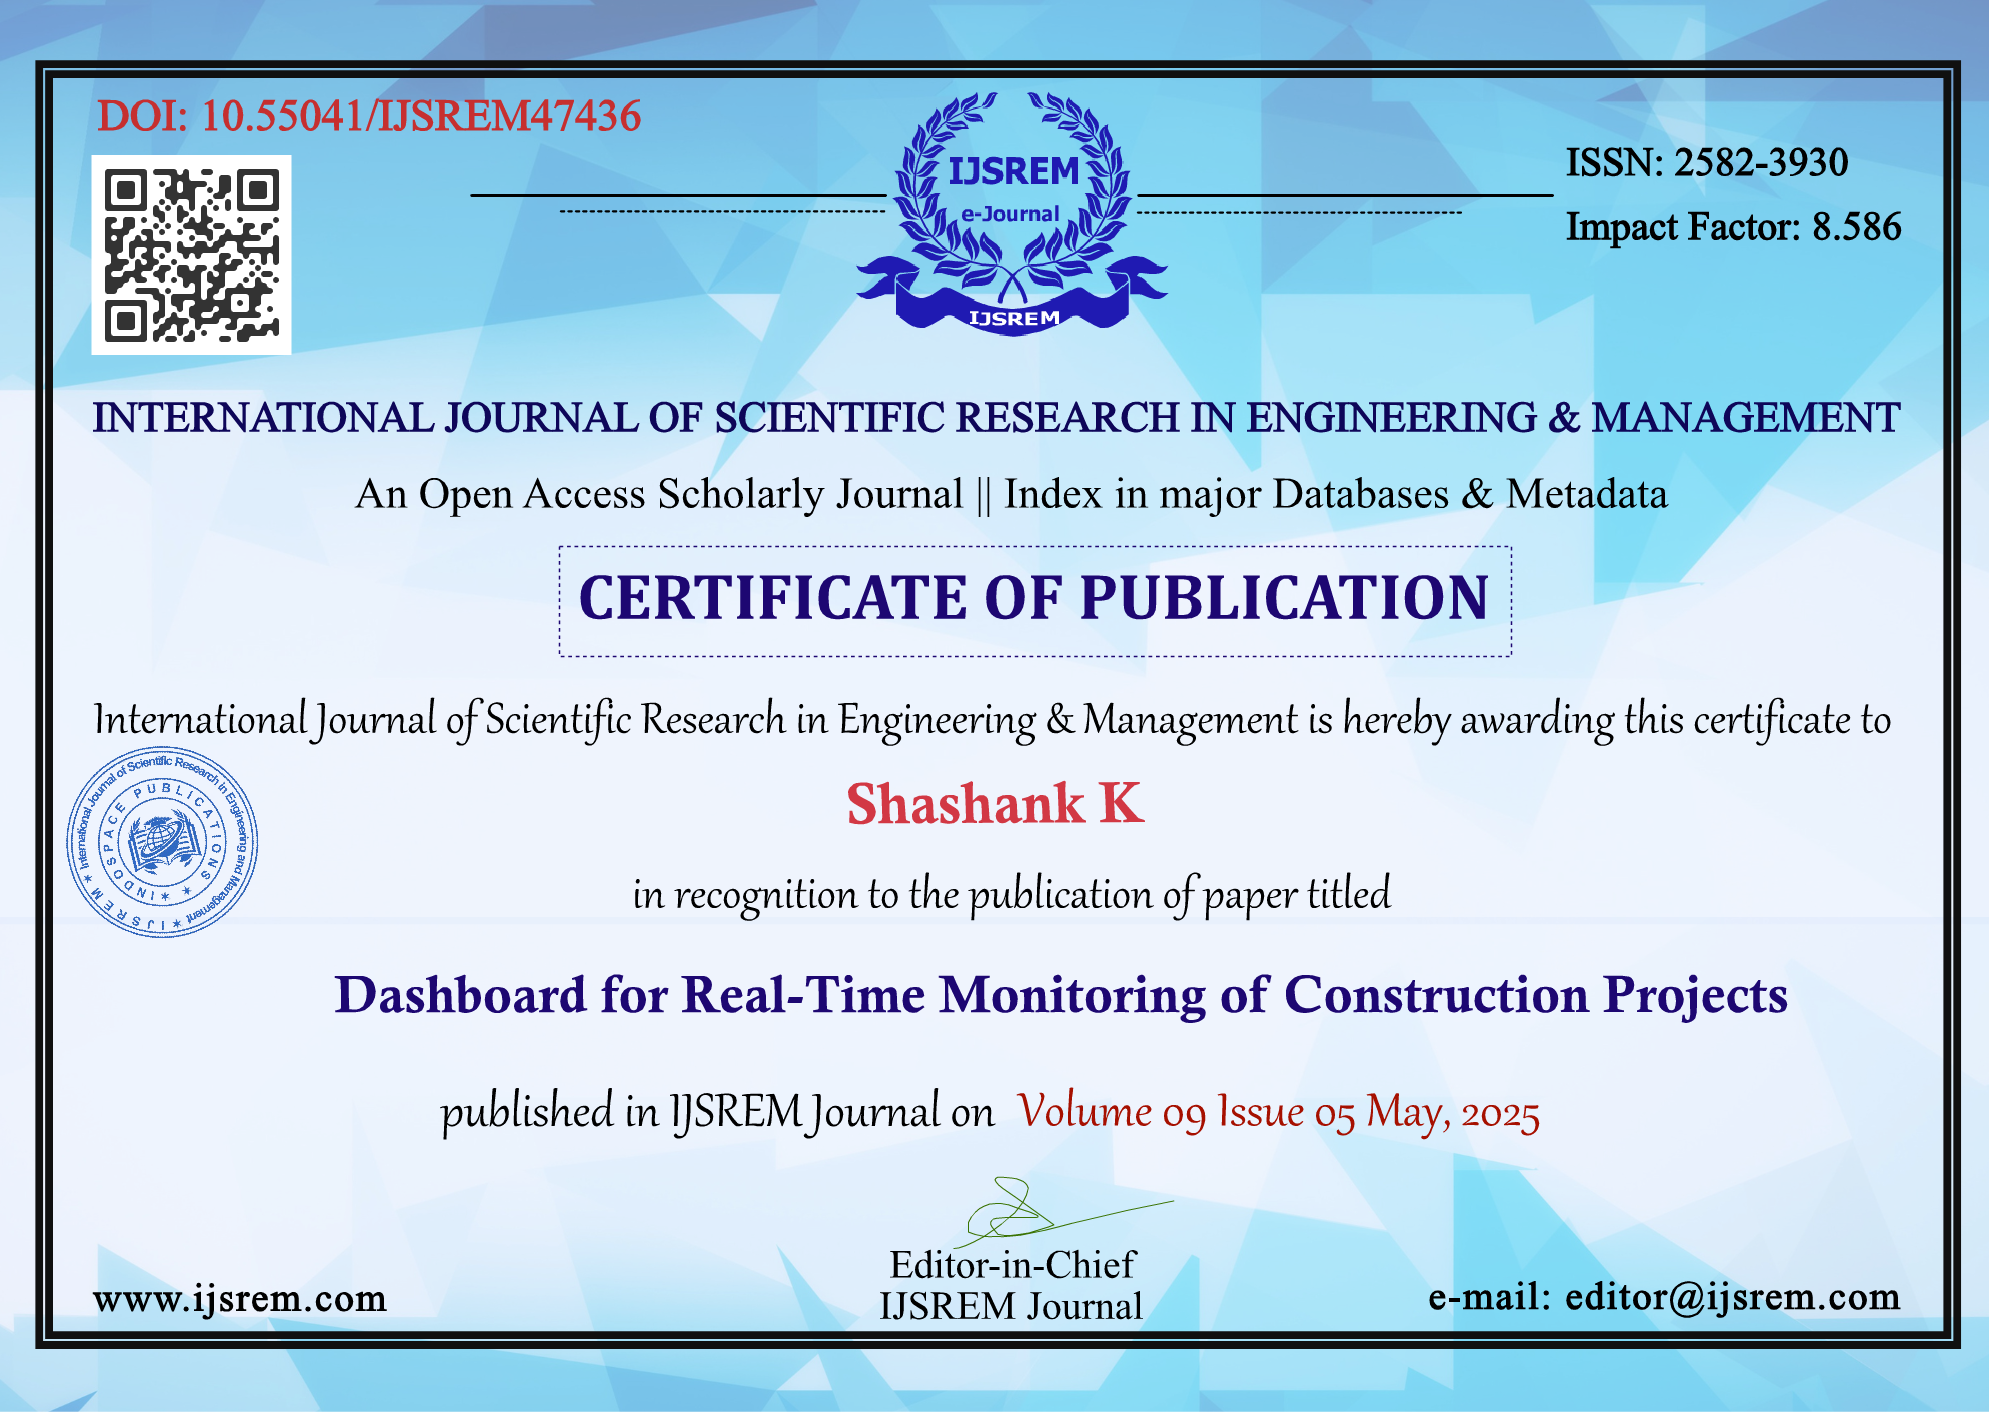 DOI: 10.55041/IJSREM47436
IJSREM
e-Journal
IJSREM
ISSN: 2582-3930
Impact Factor: 8.586
INTERNATIONAL JOURNAL OF SCIENTIFIC RESEARCH IN ENGINEERING & MANAGEMENT
An Open Access Scholarly Journal || Index in major Databases & Metadata
CERTIFICATE OF PUBLICATION
International Journal of Scientific Research in Engineering & Management is hereby awarding this certificate to
International Journal of Scientific Research in Engineering and Management ★ IJSREM ★
INDOSPACE PUBLICATIONS ★ ★
Shashank K
in recognition to the publication of paper titled
Dashboard for Real-Time Monitoring of Construction Projects
published in IJSREM Journal on Volume 09 Issue 05 May, 2025
Editor-in-Chief
IJSREM Journal
www.ijsrem.com
e-mail: editor@ijsrem.com